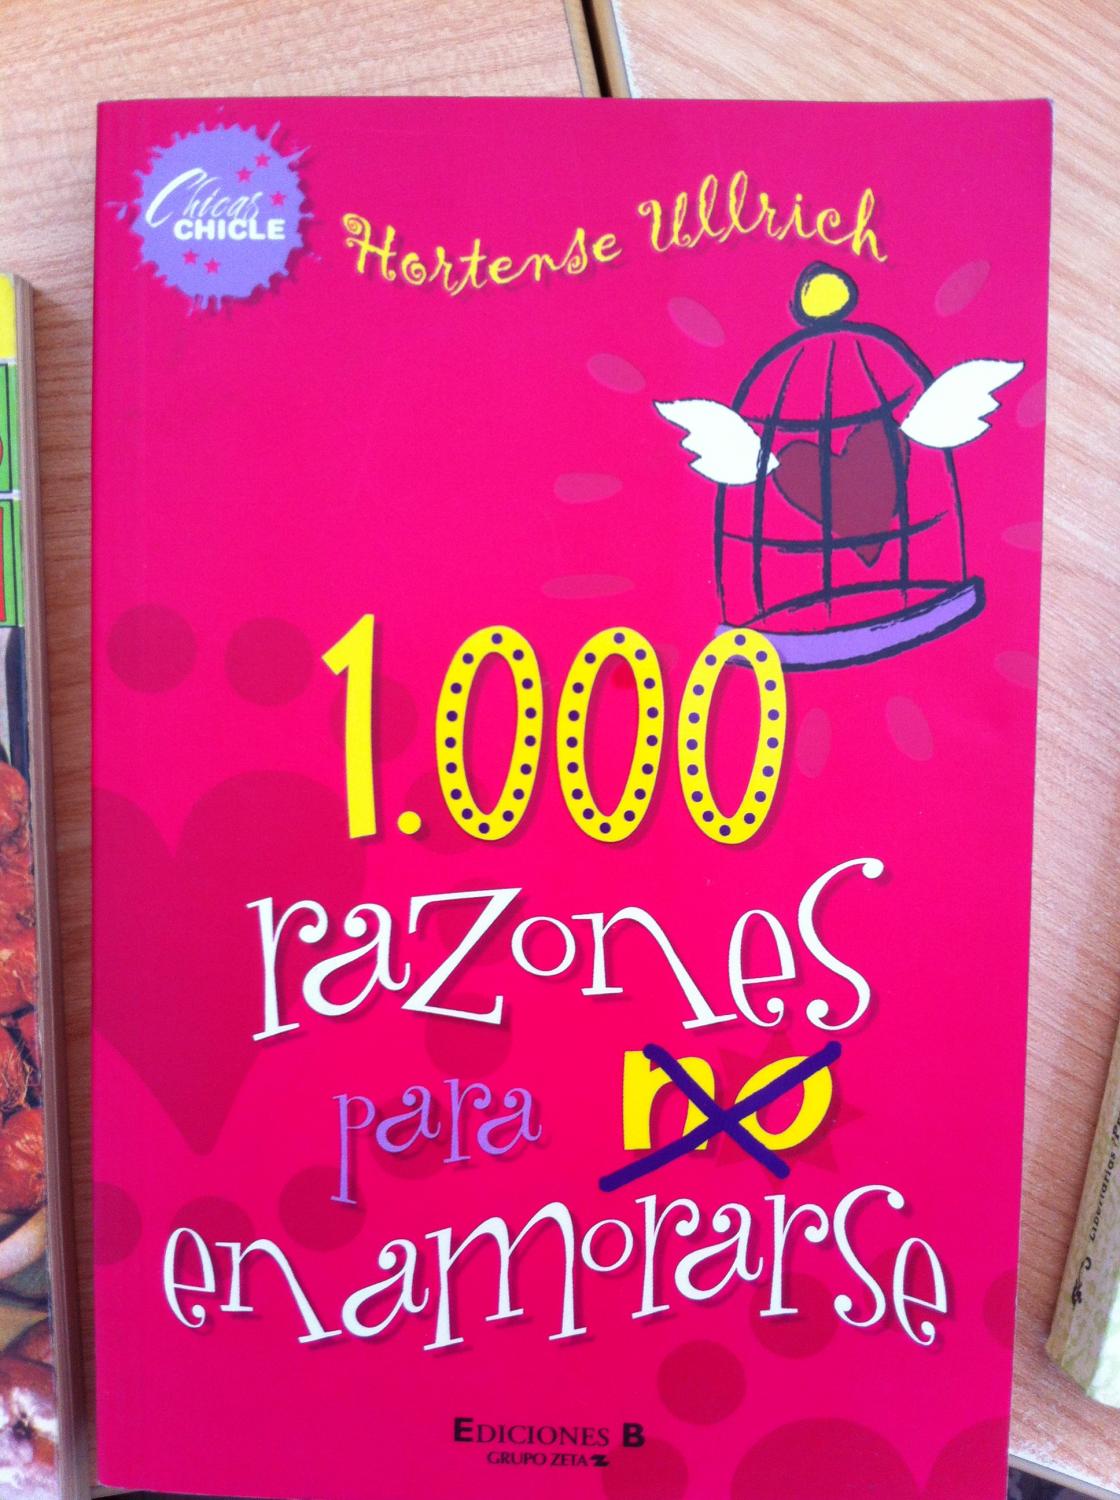 Chicas
CHICLE
Hortense Ullrich
1.000
razones
para no
enamorarse
EDICIONES B
GRUPO ZETA